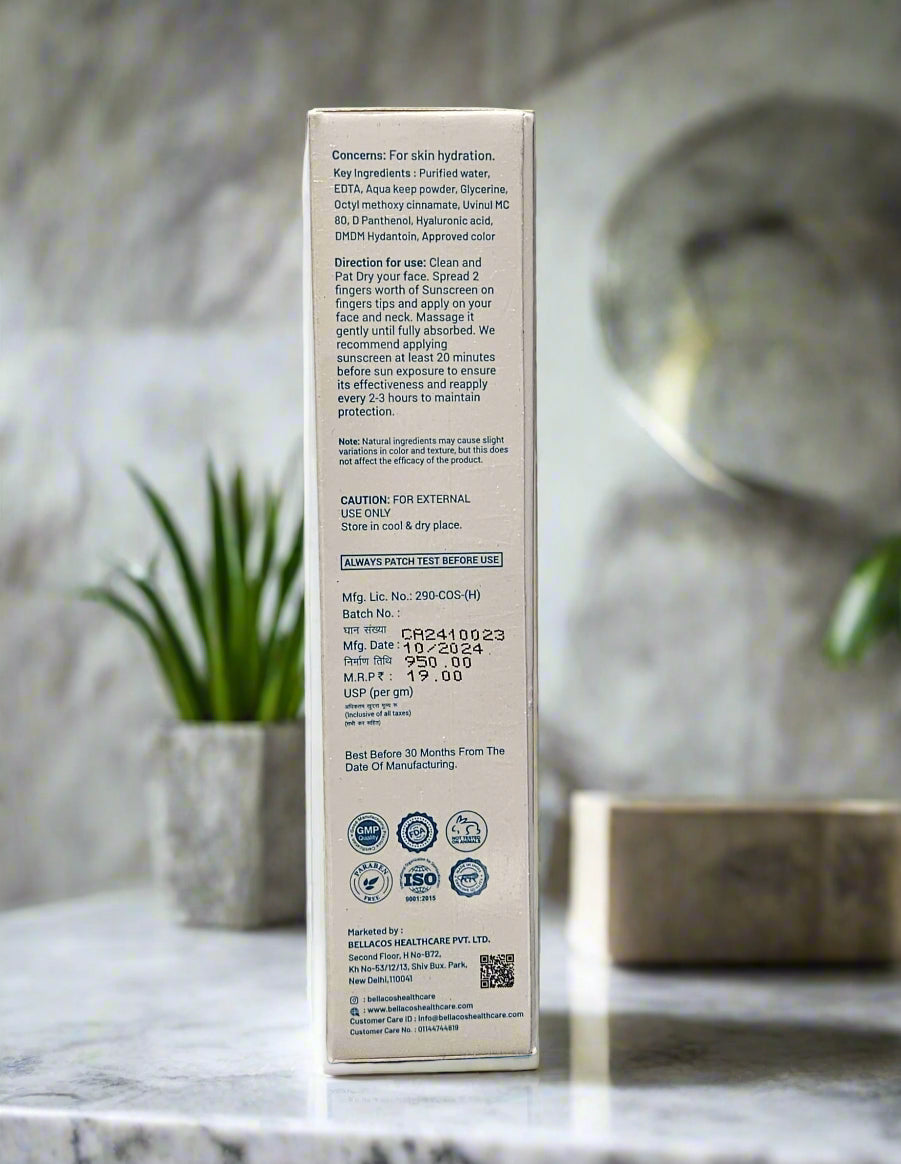 Concerns: For skin hydration.
Key Ingredients : Purified water,
EDTA, Aqua keep powder, Glycerine,
Octyl methoxy cinnamate, Uvinul MC
80, D Panthenol, Hyaluronic acid,
DMDM Hydantoin, Approved color
Direction for use: Clean and
Pat Dry your face. Spread 2
fingers worth of Sunscreen on
fingers tips and apply on your
face and neck. Massage it
gently until fully absorbed. We
recommend applying
sunscreen at least 20 minutes
before sun exposure to ensure
its effectiveness and reapply
every 2-3 hours to maintain
protection.
Note: Natural ingredients may cause slight
variations in color and texture, but this does
not affect the efficacy of the product.
CAUTION: FOR EXTERNAL
USE ONLY
Store in cool & dry place.
ALWAYS PATCH TEST BEFORE USE
Mfg. Lic. No.: 290-COS-(H)
Batch No. :
घान संख्या CA2410023
Mfg. Date : 10/2024
निर्माण तिथि 950.00
M.R.P ₹ : 19.00
USP (per gm)
(Inclusive of all taxes)
Best Before 30 Months From The
Date Of Manufacturing.
GMP
Quality
FDA
NOT TESTED
ON ANIMALS
PARABEN
FREE
ISO
9001:2015
Marketed by :
BELLACOS HEALTHCARE PVT. LTD.
Second Floor, H No-B72,
Kh No-53/12/13, Shiv Bux. Park,
New Delhi,110041
: bellacoshealthcare
: www.bellacoshealthcare.com
Customer Care ID : Info@bellacoshealthcare.com
Customer Care No. : 01144744819